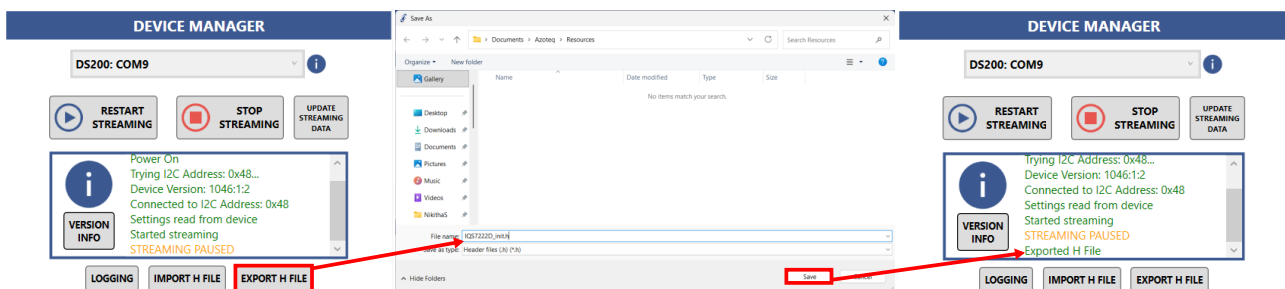 DEVICE MANAGER
DS200: COM9
i
RESTART
STREAMING
STOP
STREAMING
UPDATE
STREAMING
DATA
i
VERSION
INFO
Power On
Trying I2C Address: 0x48...
Device Version: 1046:1:2
Connected to I2C Address: 0x48
Settings read from device
Started streaming
STREAMING PAUSED
LOGGING
IMPORT H FILE
EXPORT H FILE
Save As
Documents > Azoteq > Resources
Search Resources
Organize
New folder
?
Gallery
Desktop
Downloads
Documents
Pictures
Music
Videos
NikithaS
Name
Date modified
Type
Size
No items match your search.
File name: IQS7222D_init.h
Save as type: Header files (.h) (*.h)
Hide Folders
Save
Cancel
DEVICE MANAGER
DS200: COM9
i
RESTART
STREAMING
STOP
STREAMING
UPDATE
STREAMING
DATA
i
VERSION
INFO
Trying I2C Address: 0x48...
Device Version: 1046:1:2
Connected to I2C Address: 0x48
Settings read from device
Started streaming
STREAMING PAUSED
Exported H File
LOGGING
IMPORT H FILE
EXPORT H FILE